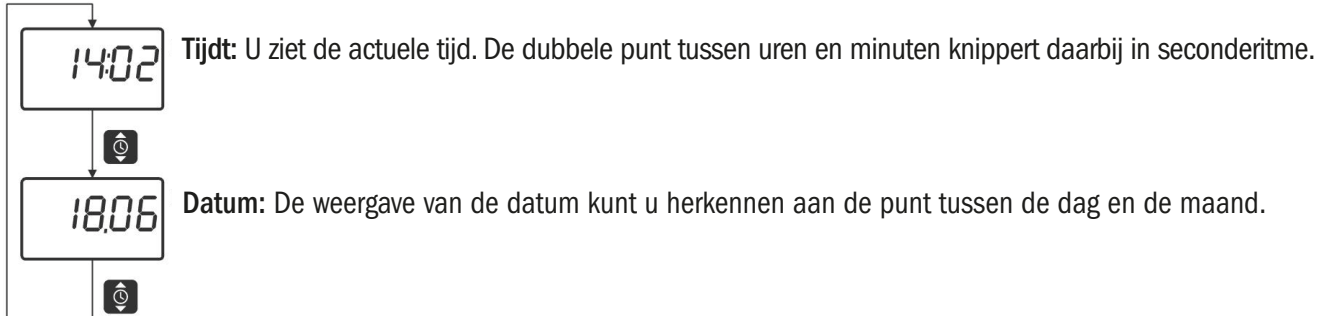 14:02
Tijdt: U ziet de actuele tijd. De dubbele punt tussen uren en minuten knippert daarbij in seconderitme.
18.06
Datum: De weergave van de datum kunt u herkennen aan de punt tussen de dag en de maand.